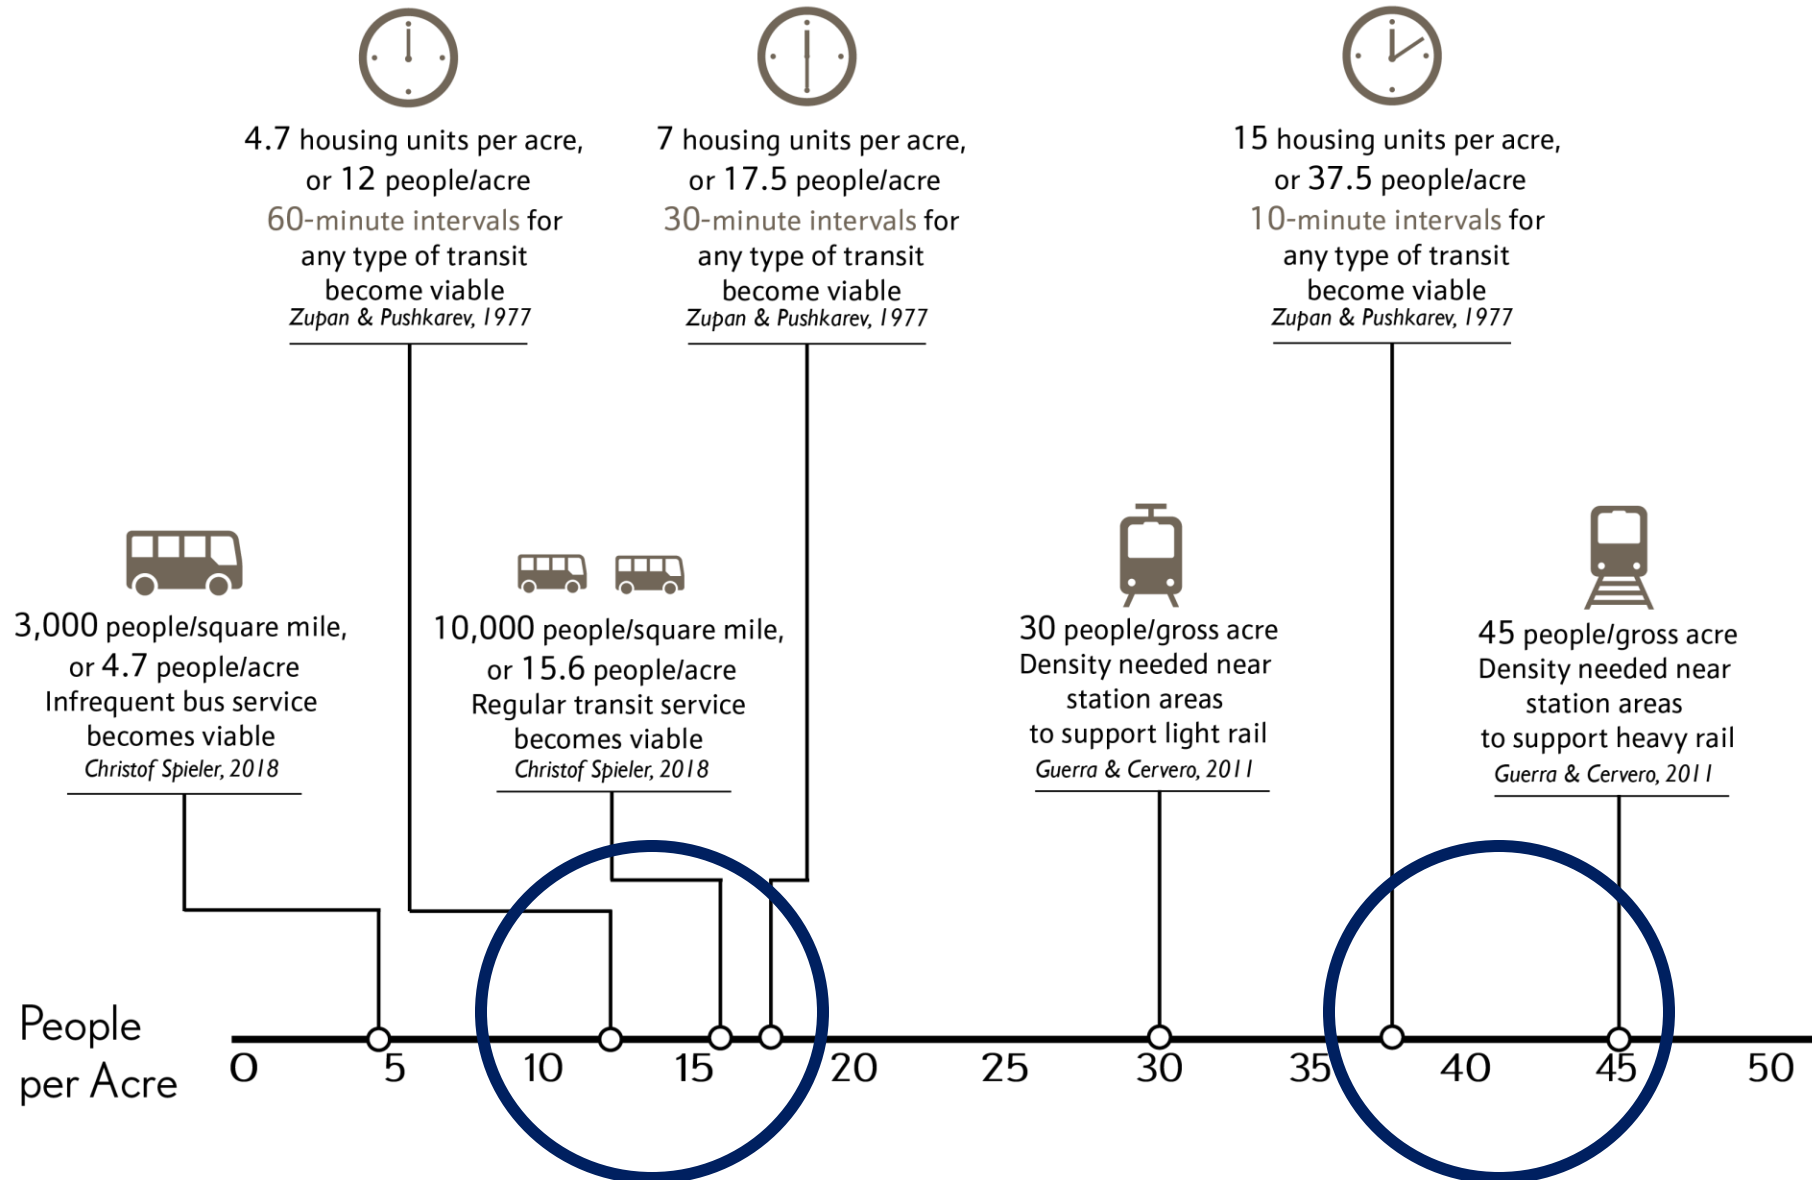 4.7 housing units per acre,
or 12 people/acre
60-minute intervals for
any type of transit
become viable
Zupan & Pushkarev, 1977
7 housing units per acre,
or 17.5 people/acre
30-minute intervals for
any type of transit
become viable
Zupan & Pushkarev, 1977
15 housing units per acre,
or 37.5 people/acre
10-minute intervals for
any type of transit
become viable
Zupan & Pushkarev, 1977
3,000 people/square mile,
or 4.7 people/acre
Infrequent bus service
becomes viable
Christof Spieler, 2018
10,000 people/square mile,
or 15.6 people/acre
Regular transit service
becomes viable
Christof Spieler, 2018
30 people/gross acre
Density needed near
station areas
to support light rail
Guerra & Cervero, 2011
45 people/gross acre
Density needed near
station areas
to support heavy rail
Guerra & Cervero, 2011
People
per Acre
0 5 10 15 20 25 30 35 40 45 50